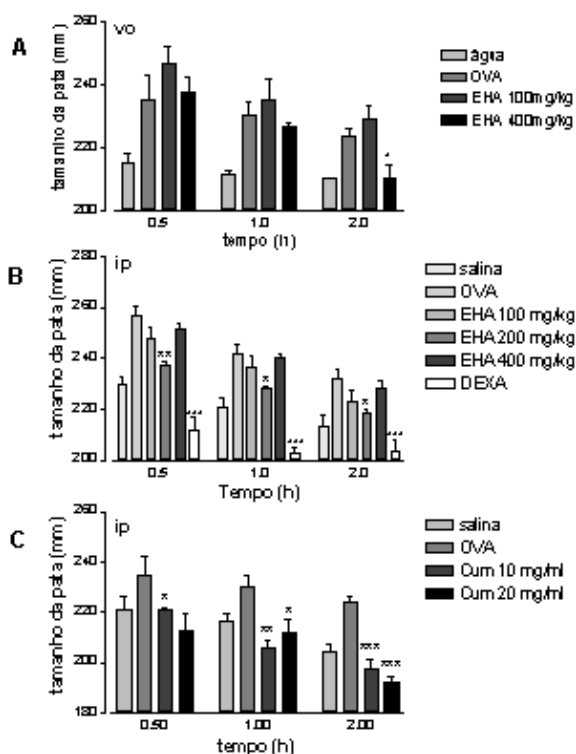 A
vo
tamanho da pata (mm)
260
240
220
200
0.5
1.0
2.0
*
tempo (h)
água
OVA
EHA 100mg/kg
EHA 400mg/kg
B
ip
tamanho da pata (mm)
280
260
240
220
200
**
***
*
***
*
***
0.5
1.0
2.0
Tempo (h)
salina
OVA
EHA 100 mg/kg
EHA 200 mg/kg
EHA 400 mg/kg
DEXA
C
ip
tamanho da pata (mm)
260
240
220
200
180
*
**
*
***
***
0.50
1.00
2.00
tempo (h)
salina
OVA
Cum 10 mg/ml
Cum 20 mg/ml